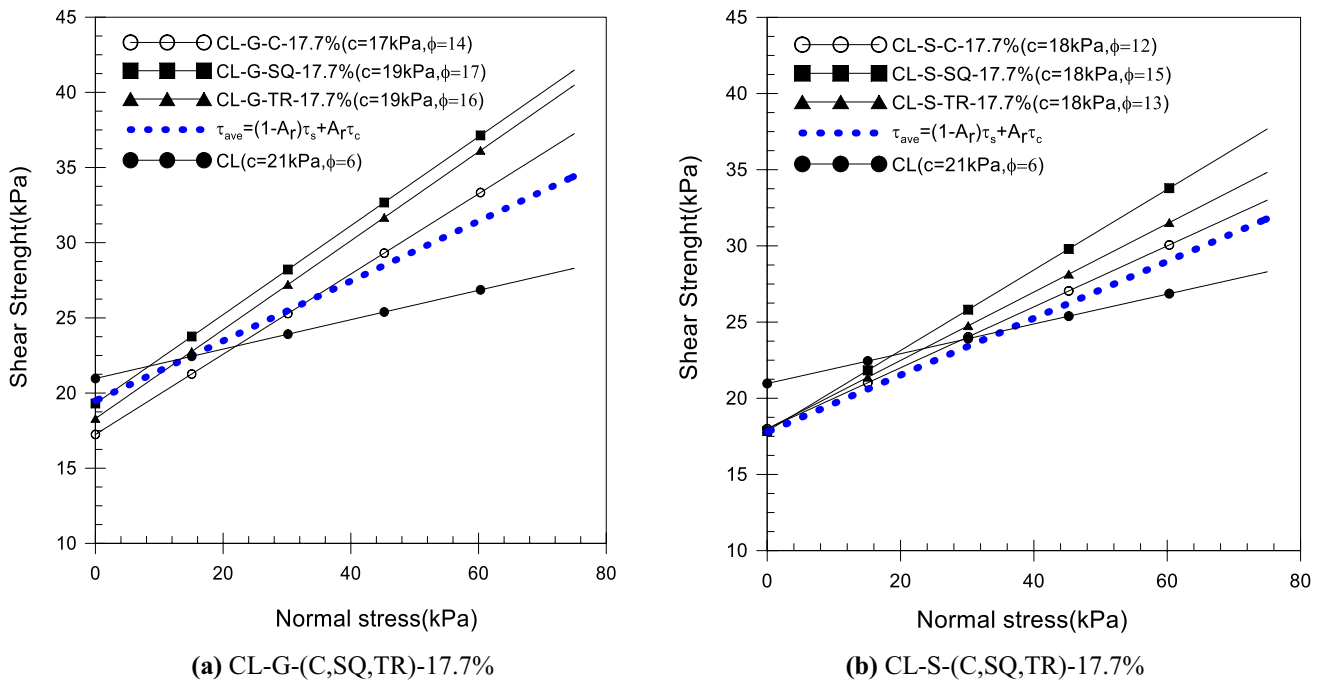 45
40
35
30
25
20
15
10
Shear Strenght(kPa)
CL-G-C-17.7%(c=17kPa,ϕ=14)
CL-G-SQ-17.7%(c=19kPa,ϕ=17)
CL-G-TR-17.7%(c=19kPa,ϕ=16)
τave=(1-Ar)τs+Arτc
CL(c=21kPa,ϕ=6)
0 20 40 60 80
Normal stress(kPa)
(a) CL-G-(C,SQ,TR)-17.7%
45
40
35
30
25
20
15
10
Shear Strenght(kPa)
CL-S-C-17.7%(c=18kPa,ϕ=12)
CL-S-SQ-17.7%(c=18kPa,ϕ=15)
CL-S-TR-17.7%(c=18kPa,ϕ=13)
τave=(1-Ar)τs+Arτc
CL(c=21kPa,ϕ=6)
0 20 40 60 80
Normal stress(kPa)
(b) CL-S-(C,SQ,TR)-17.7%